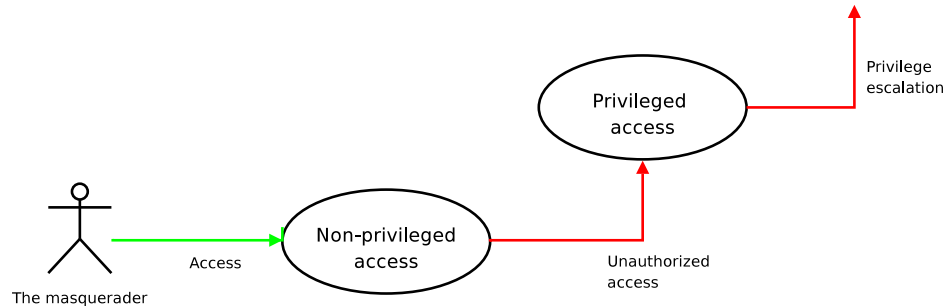 Privilege
escalation
Privileged
access
Non-privileged
access
Access
Unauthorized
access
The masquerader